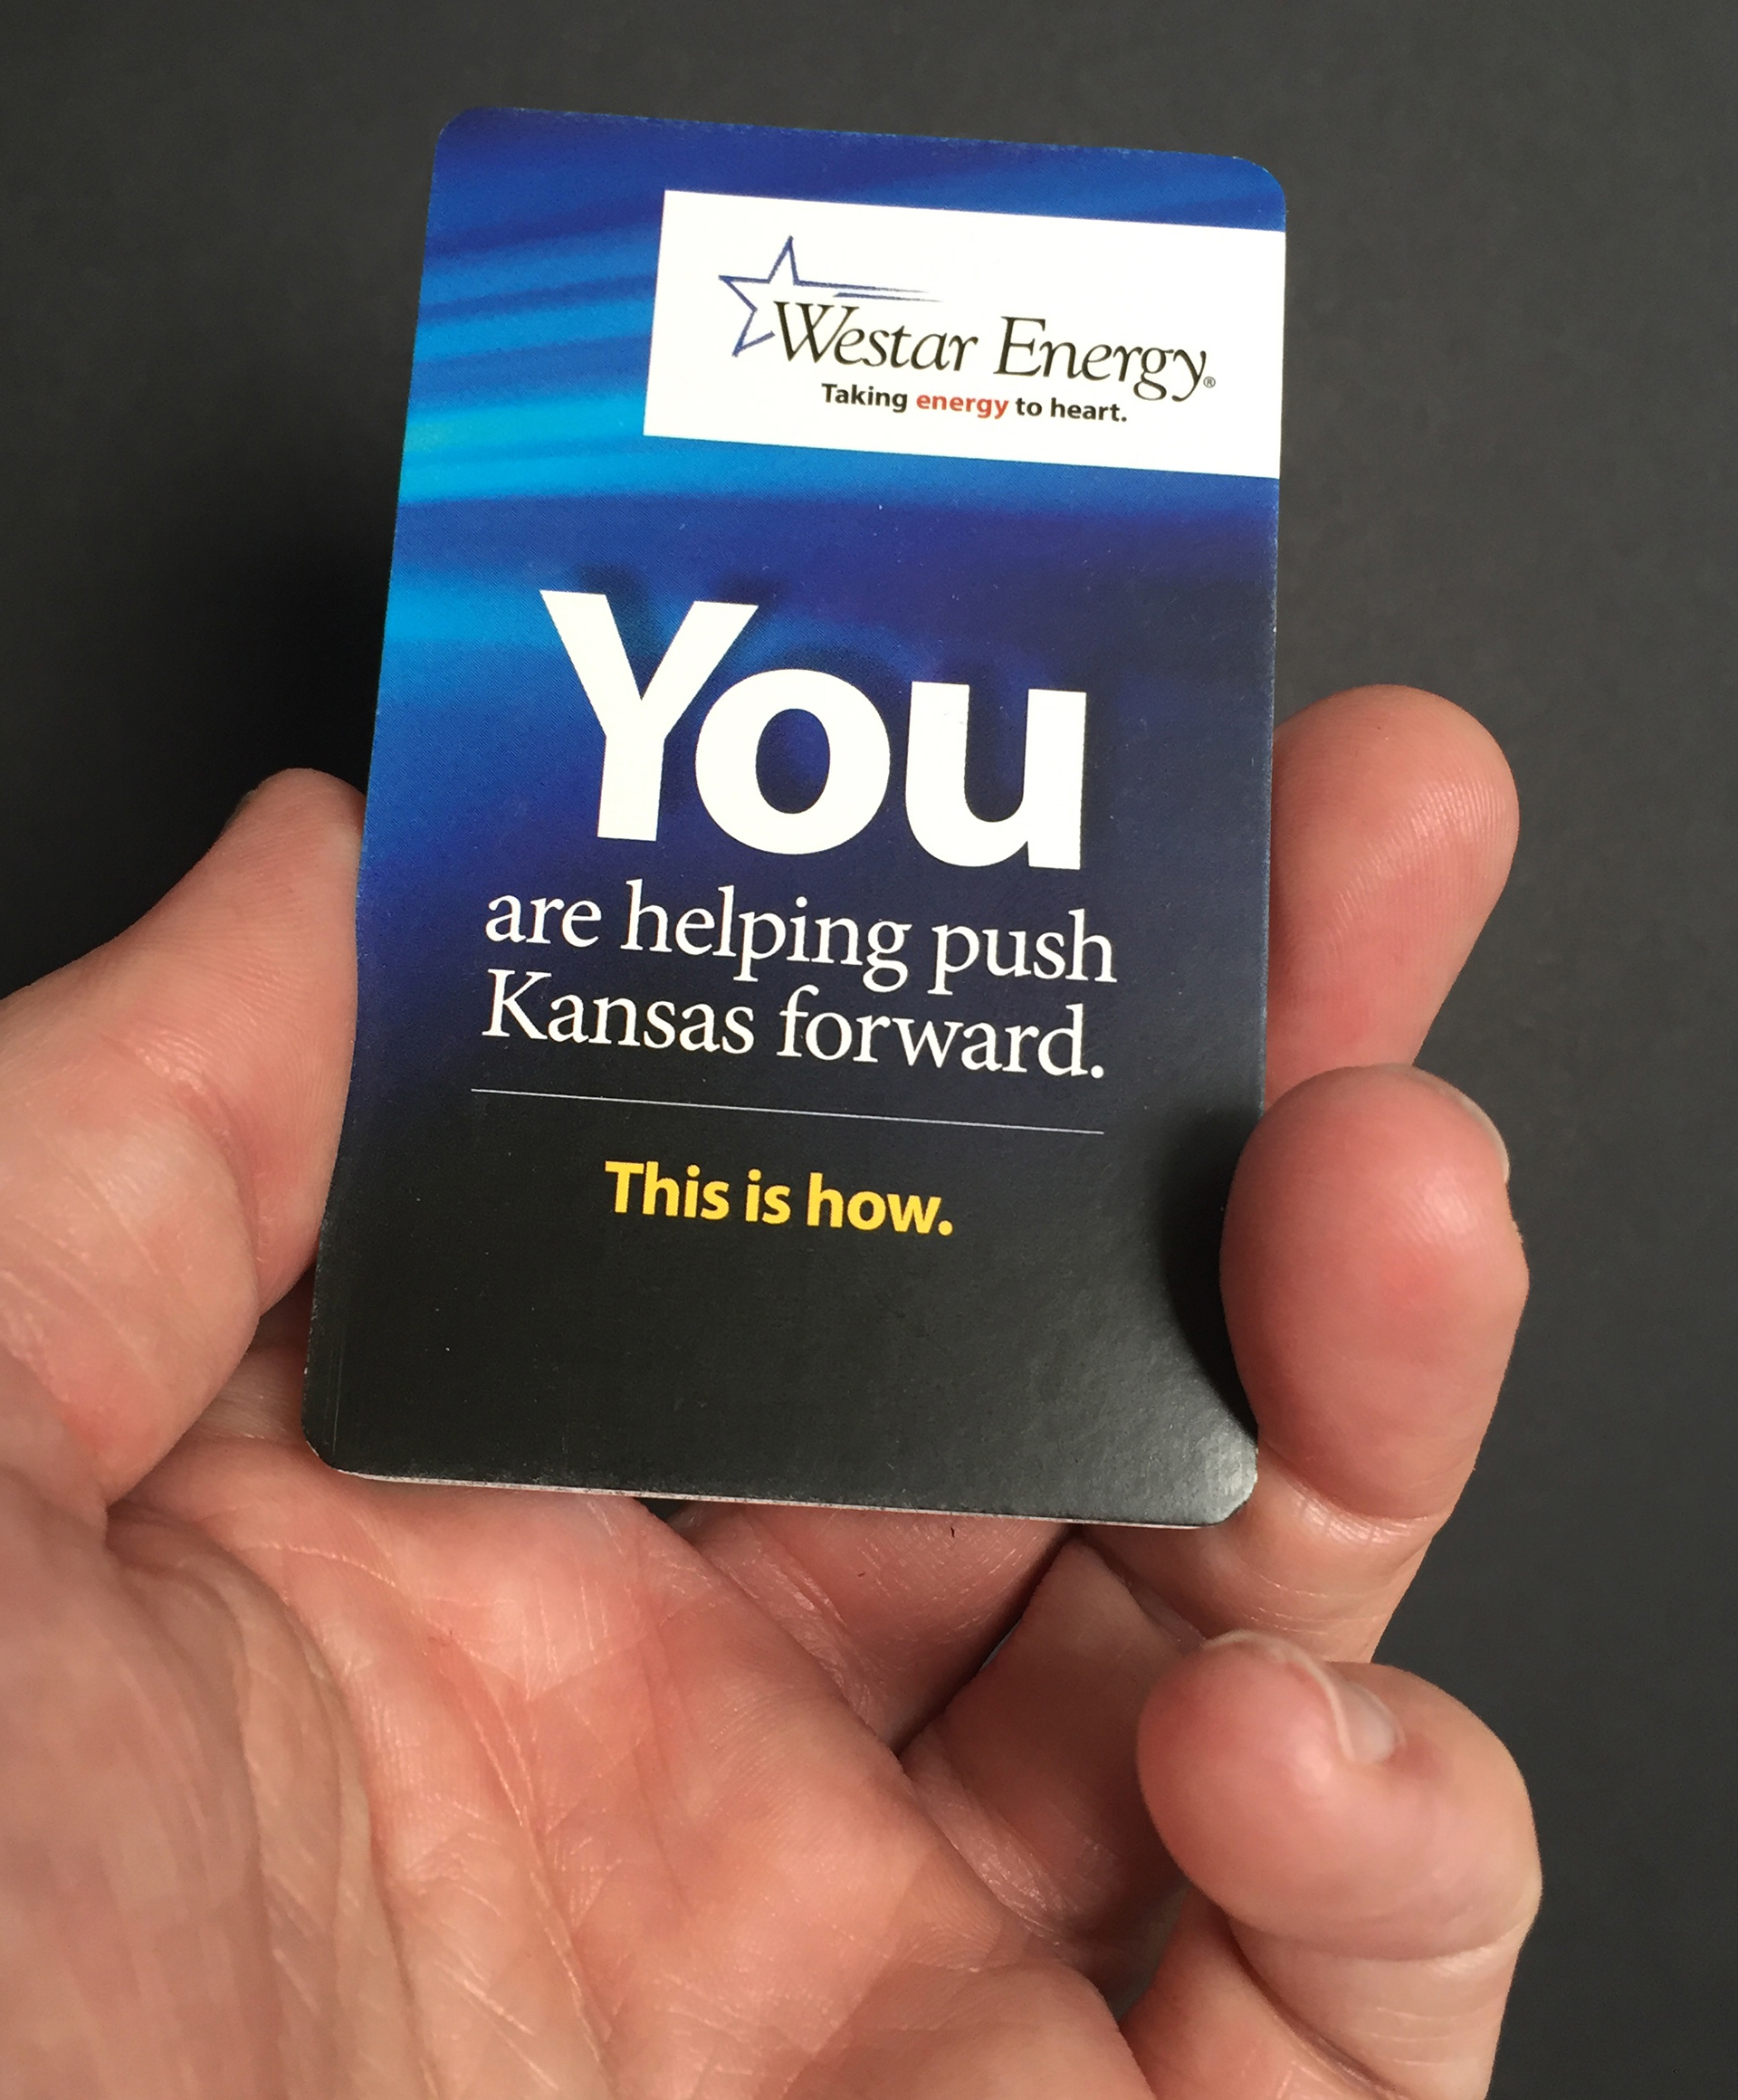 Westar Energy®
Taking energy to heart.
You
are helping push
Kansas forward.
This is how.